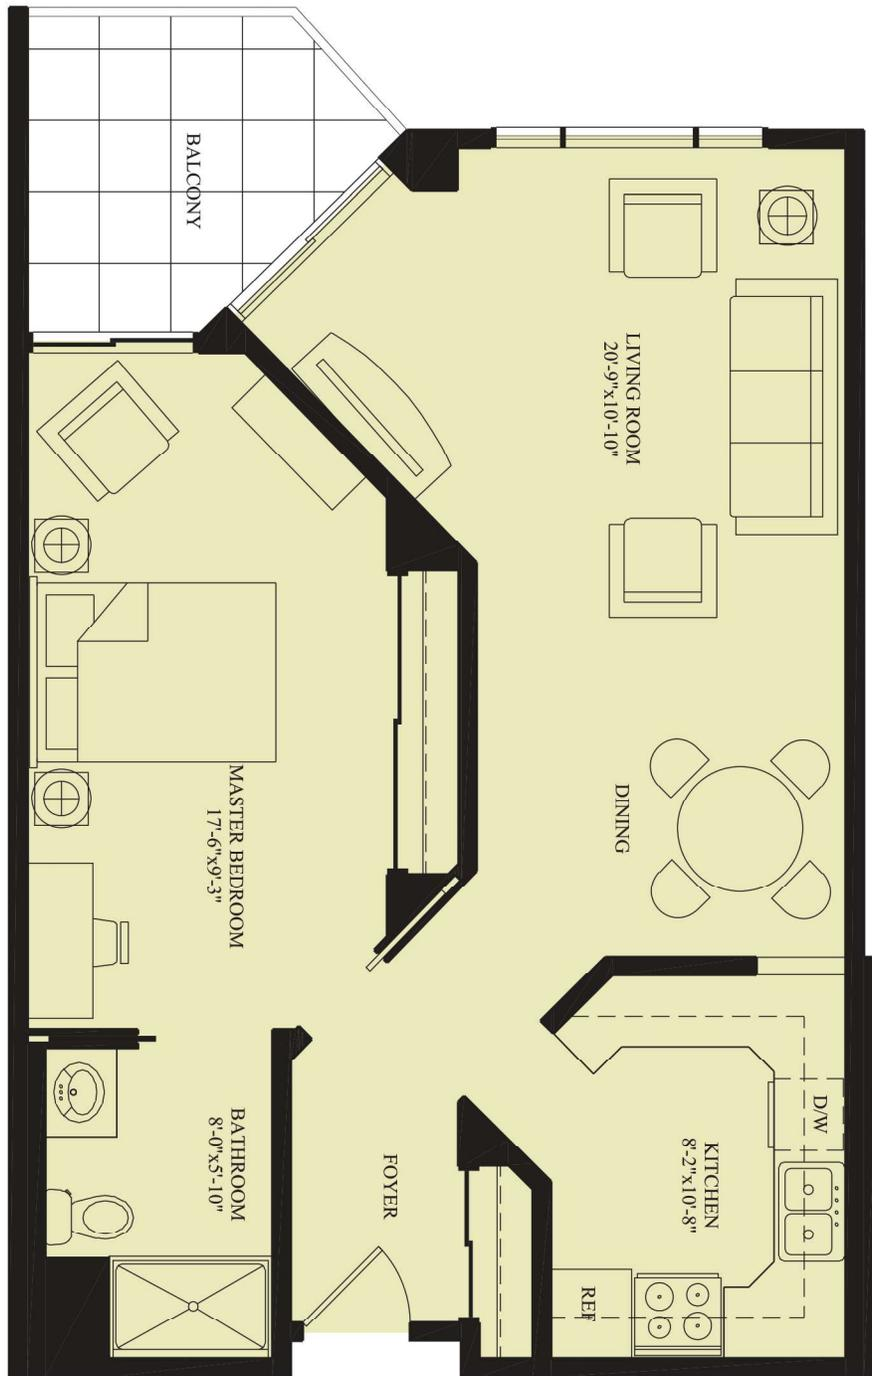 BALCONY
LIVING ROOM
20'-9"x10'-10"
DINING
MASTER BEDROOM
17'-6"x9'-3"
D/W
KITCHEN
8'-2"x10'-8"
BATHROOM
8'-0"x5'-10"
FOYER
REF